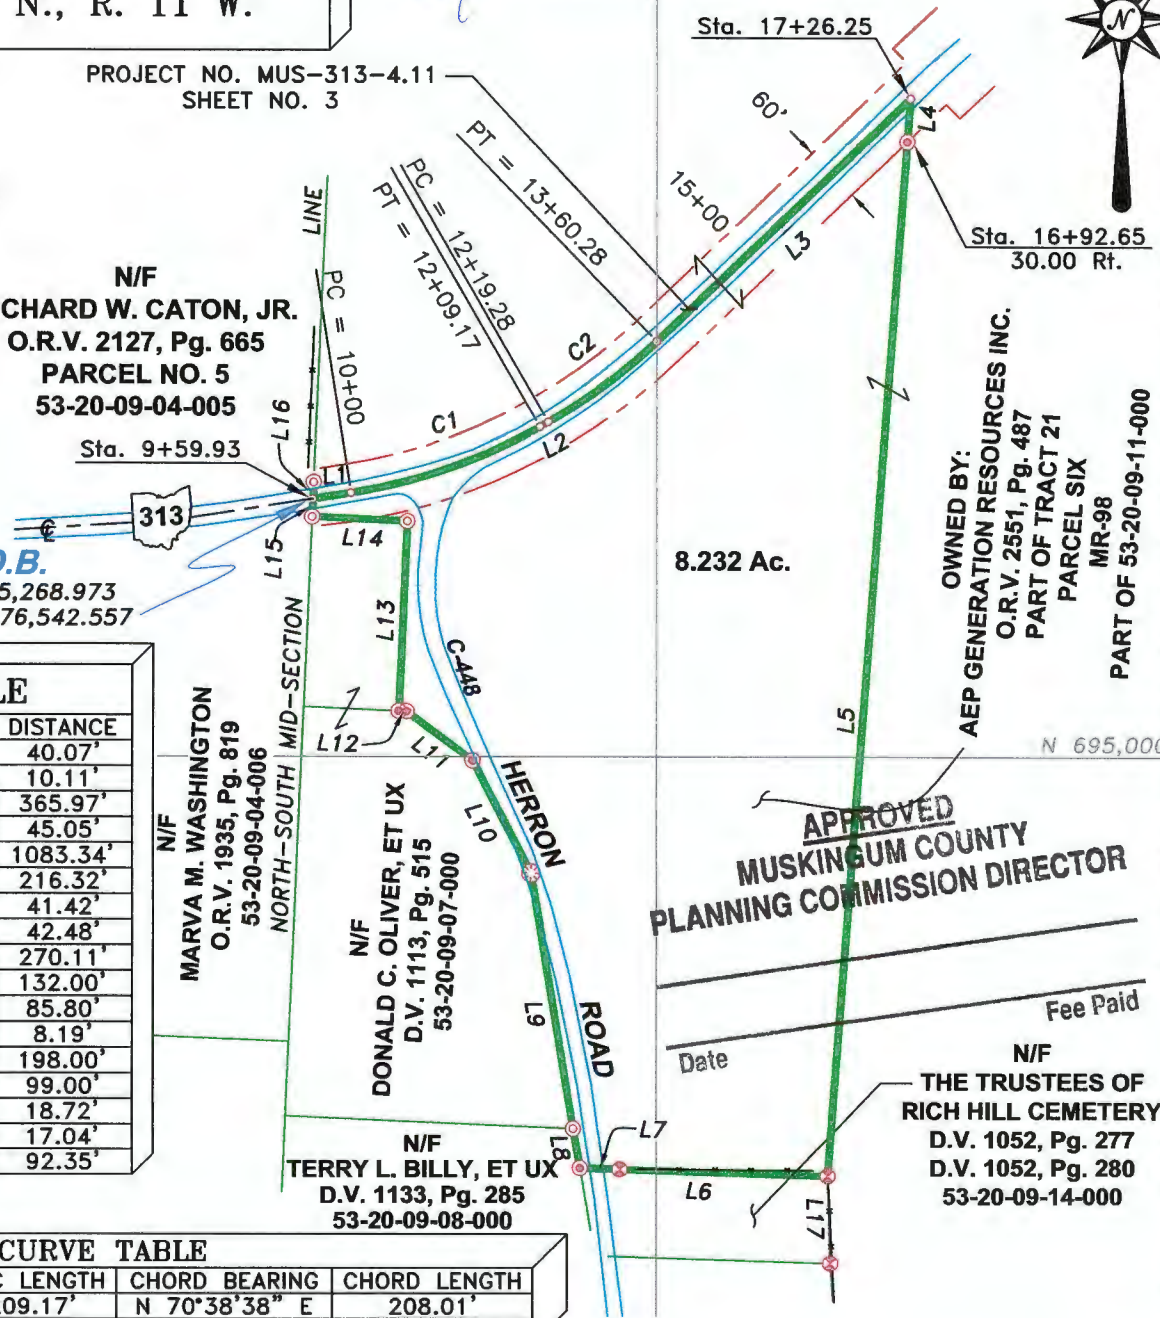 N., R. 11 W.
Sta. 17+26.25
N
PROJECT NO. MUS-313-4.11
SHEET NO. 3
60'
L4
PT = 13+60.28
PC = 12+19.28
PT = 12+09.17
15+00
L3
Sta. 16+92.65
30.00 Rt.
LINE
N/F
CHARD W. CATON, JR.
O.R.V. 2127, Pg. 665
PARCEL NO. 5
53-20-09-04-005
PC = 10+00
C2
C1
L2
L16
L1
Sta. 9+59.93
313
L15
L14
O.B.
5,268.973
76,542.557
8.232 Ac.
OWNED BY:
AEP GENERATION RESOURCES INC.
O.R.V. 2551, Pg. 487
PART OF TRACT 21
PARCEL SIX
MR-98
PART OF 53-20-09-11-000
L13
C-448
NORTH-SOUTH MID-SECTION
L12
L11
L5
N 695,000
LE
DISTANCE
40.07'
10.11'
365.97'
45.05'
1083.34'
216.32'
41.42'
42.48'
270.11'
132.00'
85.80'
8.19'
198.00'
99.00'
18.72'
17.04'
92.35'
N/F
MARVA M. WASHINGTON
O.R.V. 1935, Pg. 819
53-20-09-04-006
L10
HERRON
ROAD
N/F
DONALD C. OLIVER, ET UX
D.V. 1113, Pg. 515
53-20-09-07-000
APPROVED
MUSKINGUM COUNTY
PLANNING COMMISSION DIRECTOR
Fee Paid
Date
L9
L8
L7
L6
L17
N/F
THE TRUSTEES OF
RICH HILL CEMETERY
D.V. 1052, Pg. 277
D.V. 1052, Pg. 280
53-20-09-14-000
N/F
TERRY L. BILLY, ET UX
D.V. 1133, Pg. 285
53-20-09-08-000
CURVE TABLE
C LENGTH CHORD BEARING CHORD LENGTH
09.17' N 70°38'38" E 208.01'